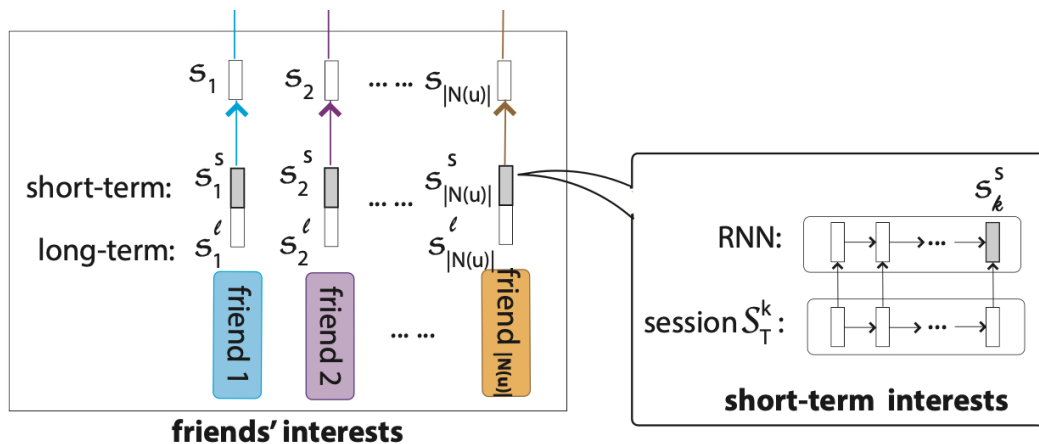 s₁ s₂ ... ... s|N(u)|
short-term: s₁ˢ s₂ˢ ... ... s|N(u)|ˢ
long-term: s₁ˡ s₂ˡ s|N(u)|ˡ
friend 1
friend 2
... ...
friend |N(u)|
friends' interests
sₖˢ
RNN: ...
session S_T^k: ...
short-term interests